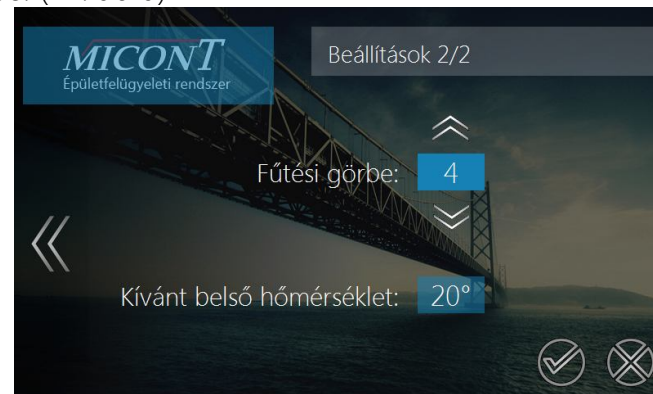 MICONT
Épületfelügyeleti rendszer
Beállítások 2/2
Fűtési görbe: 4
Kívánt belső hőmérséklet: 20°